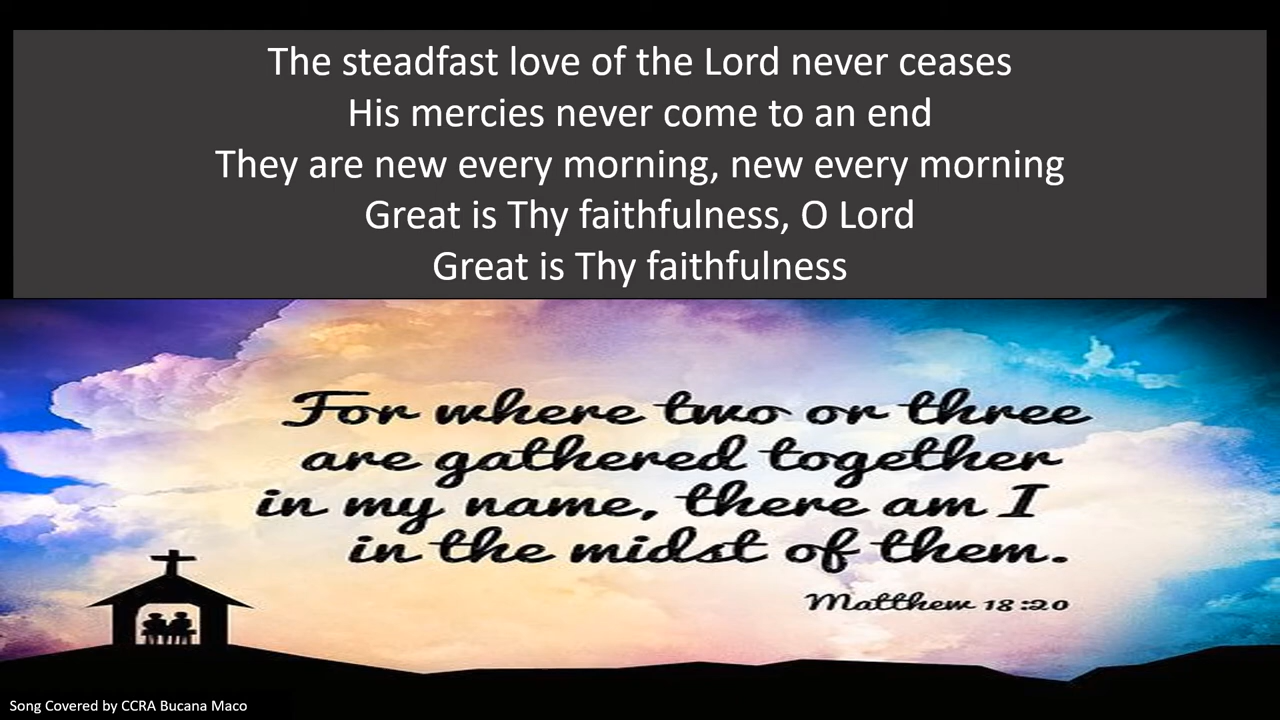 The steadfast love of the Lord never ceases
His mercies never come to an end
They are new every morning, new every morning
Great is Thy faithfulness, O Lord
Great is Thy faithfulness
For where two or three
are gathered together
in my name, there am I
in the midst of them.
Matthew 18:20
Song Covered by CCRA Bucana Maco